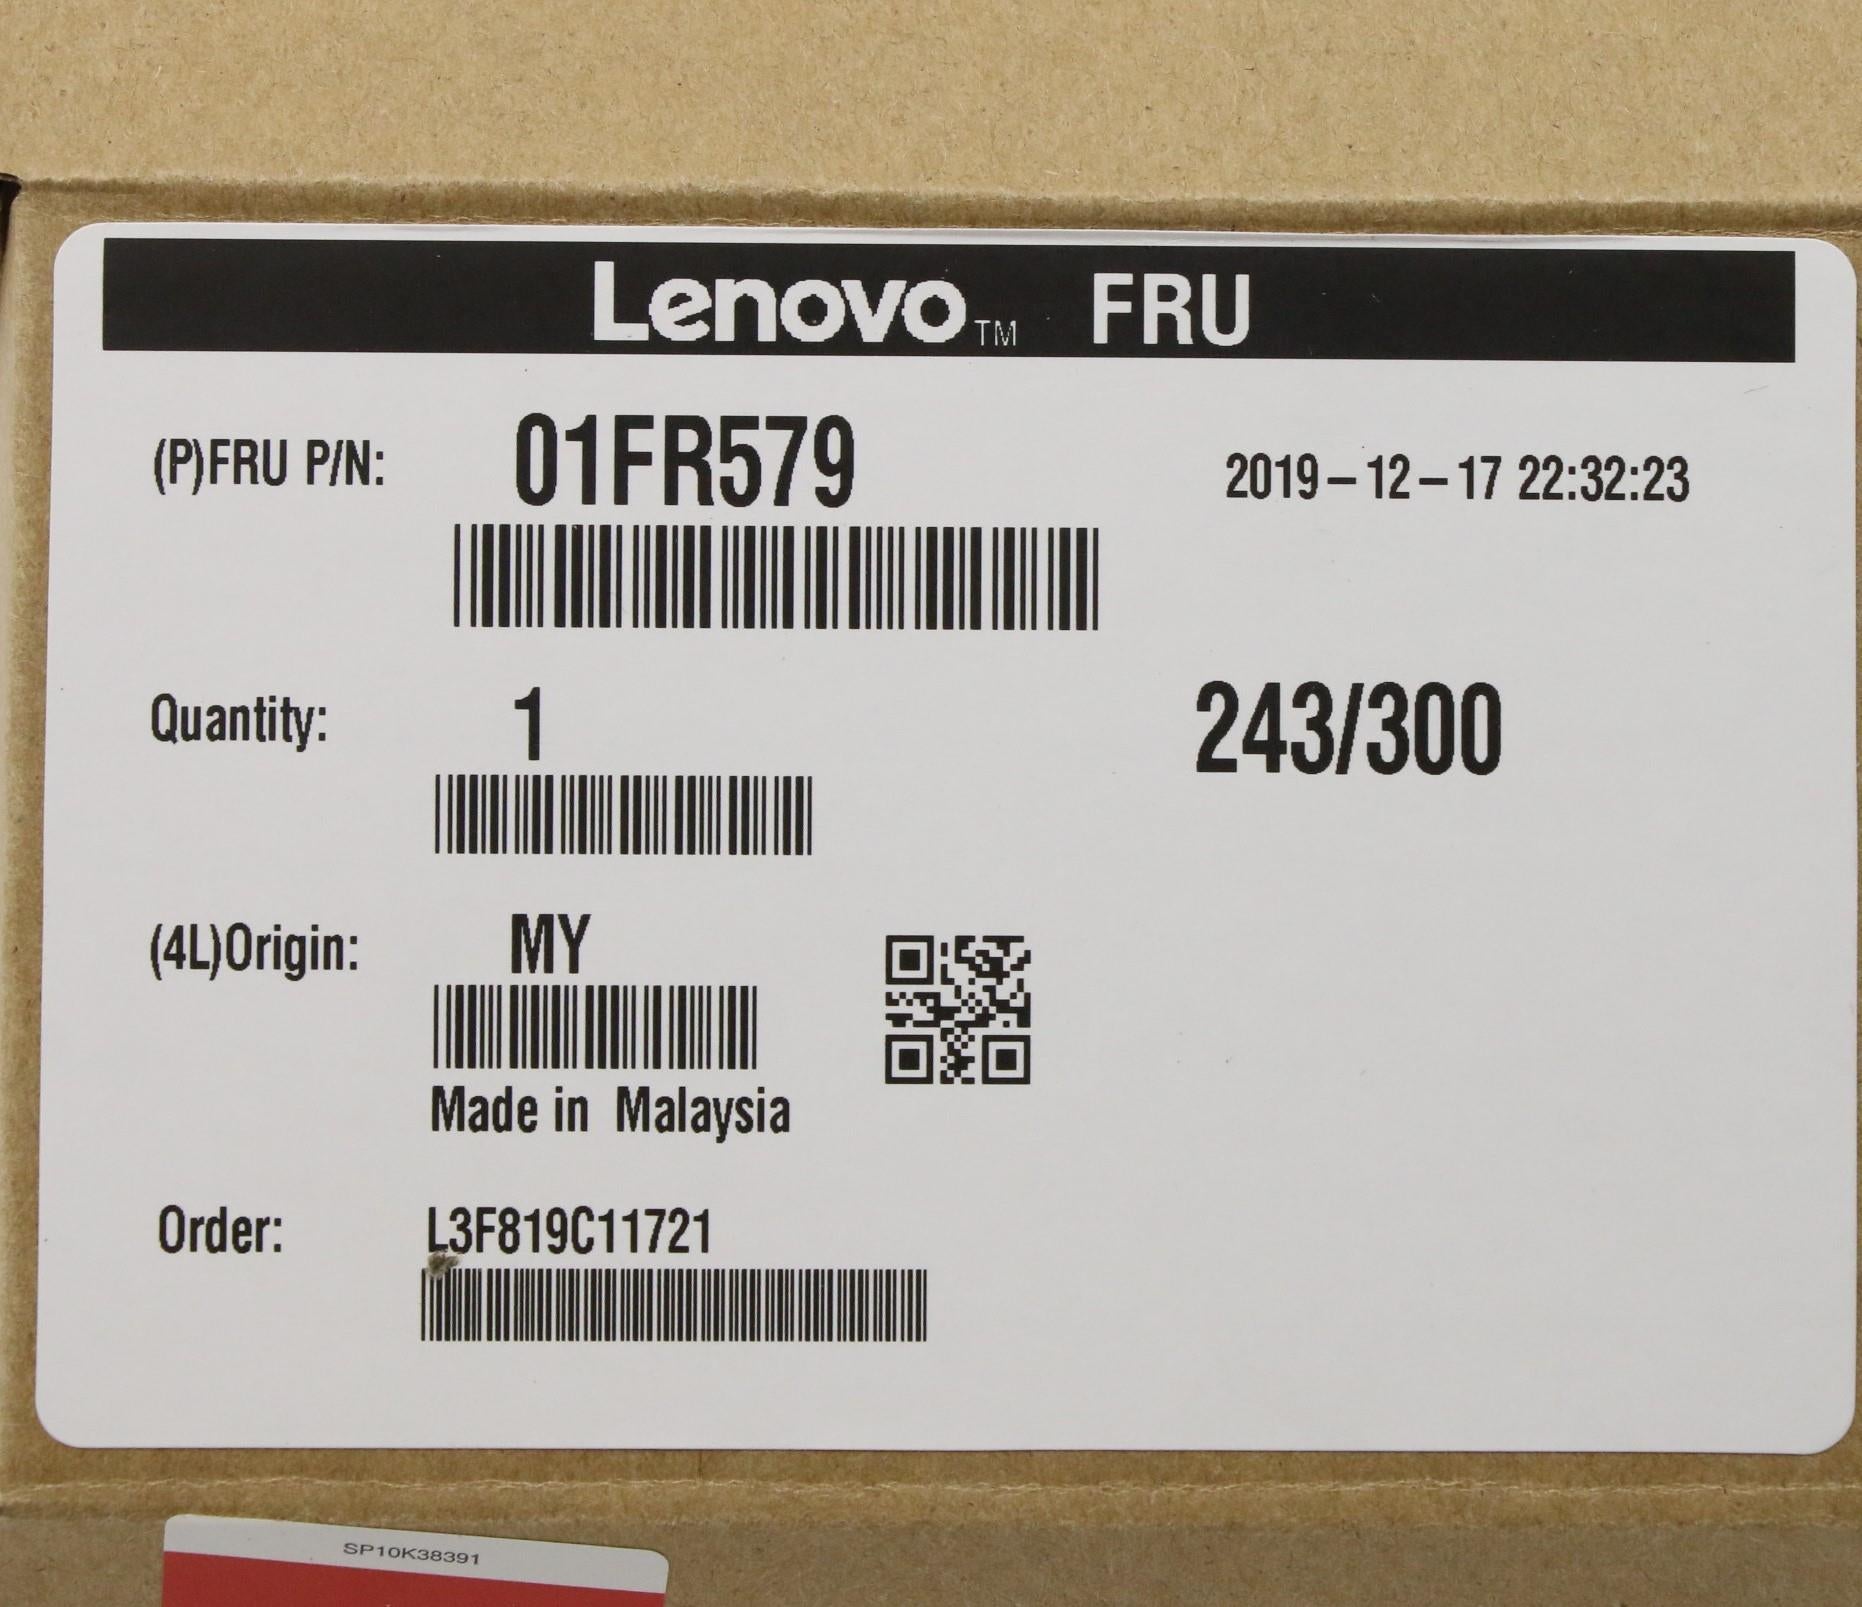 Lenovo™ FRU
(P)FRU P/N: 01FR579 2019-12-17 22:32:23
Quantity: 1 243/300
(4L)Origin: MY
Made in Malaysia
Order: L3F819C11721
SP10K38391